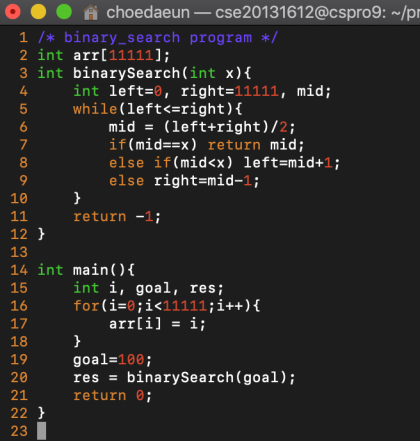 choedaeun — cse20131612@cspro9: ~/pr
1 /* binary_search program */
2 int arr[11111];
3 int binarySearch(int x){
4     int left=0, right=11111, mid;
5     while(left<=right){
6         mid = (left+right)/2;
7         if(mid==x) return mid;
8         else if(mid<x) left=mid+1;
9         else right=mid-1;
10     }
11     return -1;
12 }
13
14 int main(){
15     int i, goal, res;
16     for(i=0;i<11111;i++){
17         arr[i] = i;
18     }
19     goal=100;
20     res = binarySearch(goal);
21     return 0;
22 }
23